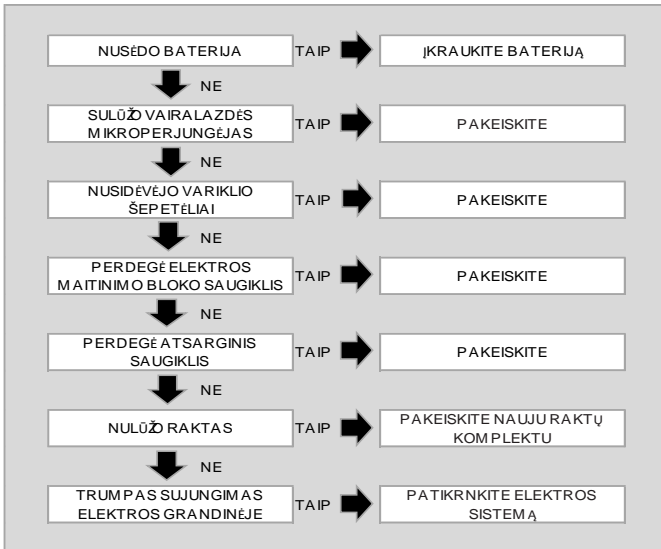 NUSĖDO BATERIJA TAIP ĮKRAUKITE BATERIJĄ
NE
SULŪŽO VAIRALAZDĖS
MIKROPERJUNGĖJAS TAIP PAKEISKITE
NE
NUSIDĖVĖJO VARIKLIO
ŠEPETĖLIAI TAIP PAKEISKITE
NE
PERDEGĖ ELEKTROS
MAITINIMO BLOKO SAUGIKLIS TAIP PAKEISKITE
NE
PERDEGĖ ATSARGINIS
SAUGIKLIS TAIP PAKEISKITE
NE
NULŪŽO RAKTAS TAIP PAKEISKITE NAUJU RAKTŲ
KOMPLEKTU
NE
TRUMPAS SUJUNGIMAS
ELEKTROS GRANDINĖJE TAIP PATIKRNKITE ELEKTROS
SISTEMĄ